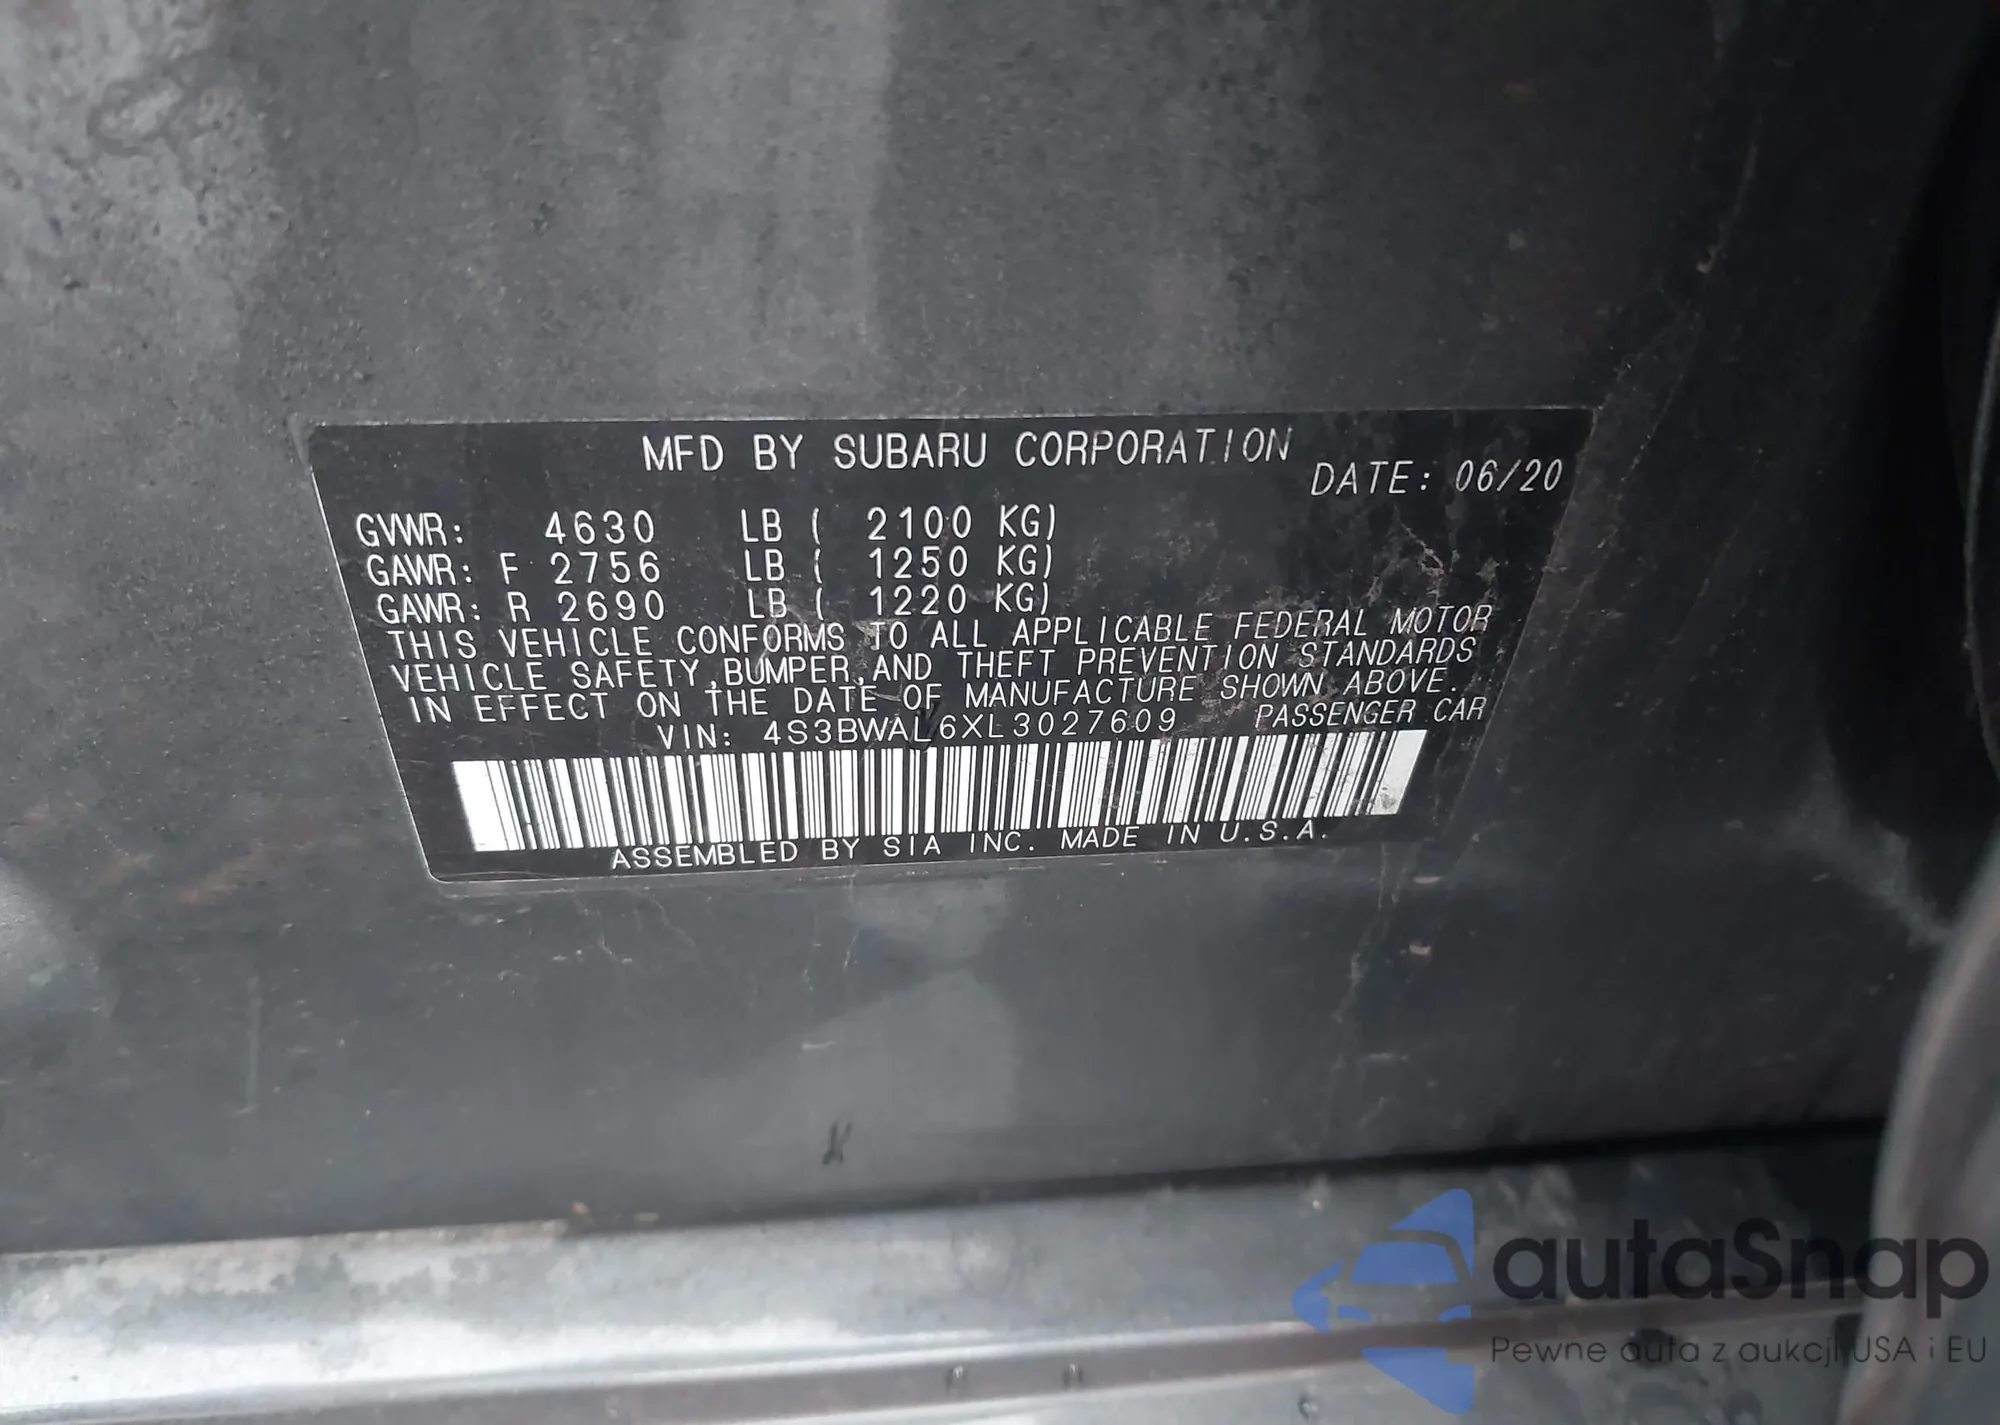 MFD BY SUBARU CORPORATION
DATE: 06/20
GVWR: 4630 LB ( 2100 KG)
GAWR: F 2756 LB ( 1250 KG)
GAWR: R 2690 LB ( 1220 KG)
THIS VEHICLE CONFORMS TO ALL APPLICABLE FEDERAL MOTOR
VEHICLE SAFETY,BUMPER,AND THEFT PREVENTION STANDARDS
IN EFFECT ON THE DATE OF MANUFACTURE SHOWN ABOVE.
VIN: 4S3BWAL6XL3027609 PASSENGER CAR
ASSEMBLED BY SIA INC. MADE IN U.S.A.
autaSnap
Pewne auta z aukcji USA i EU